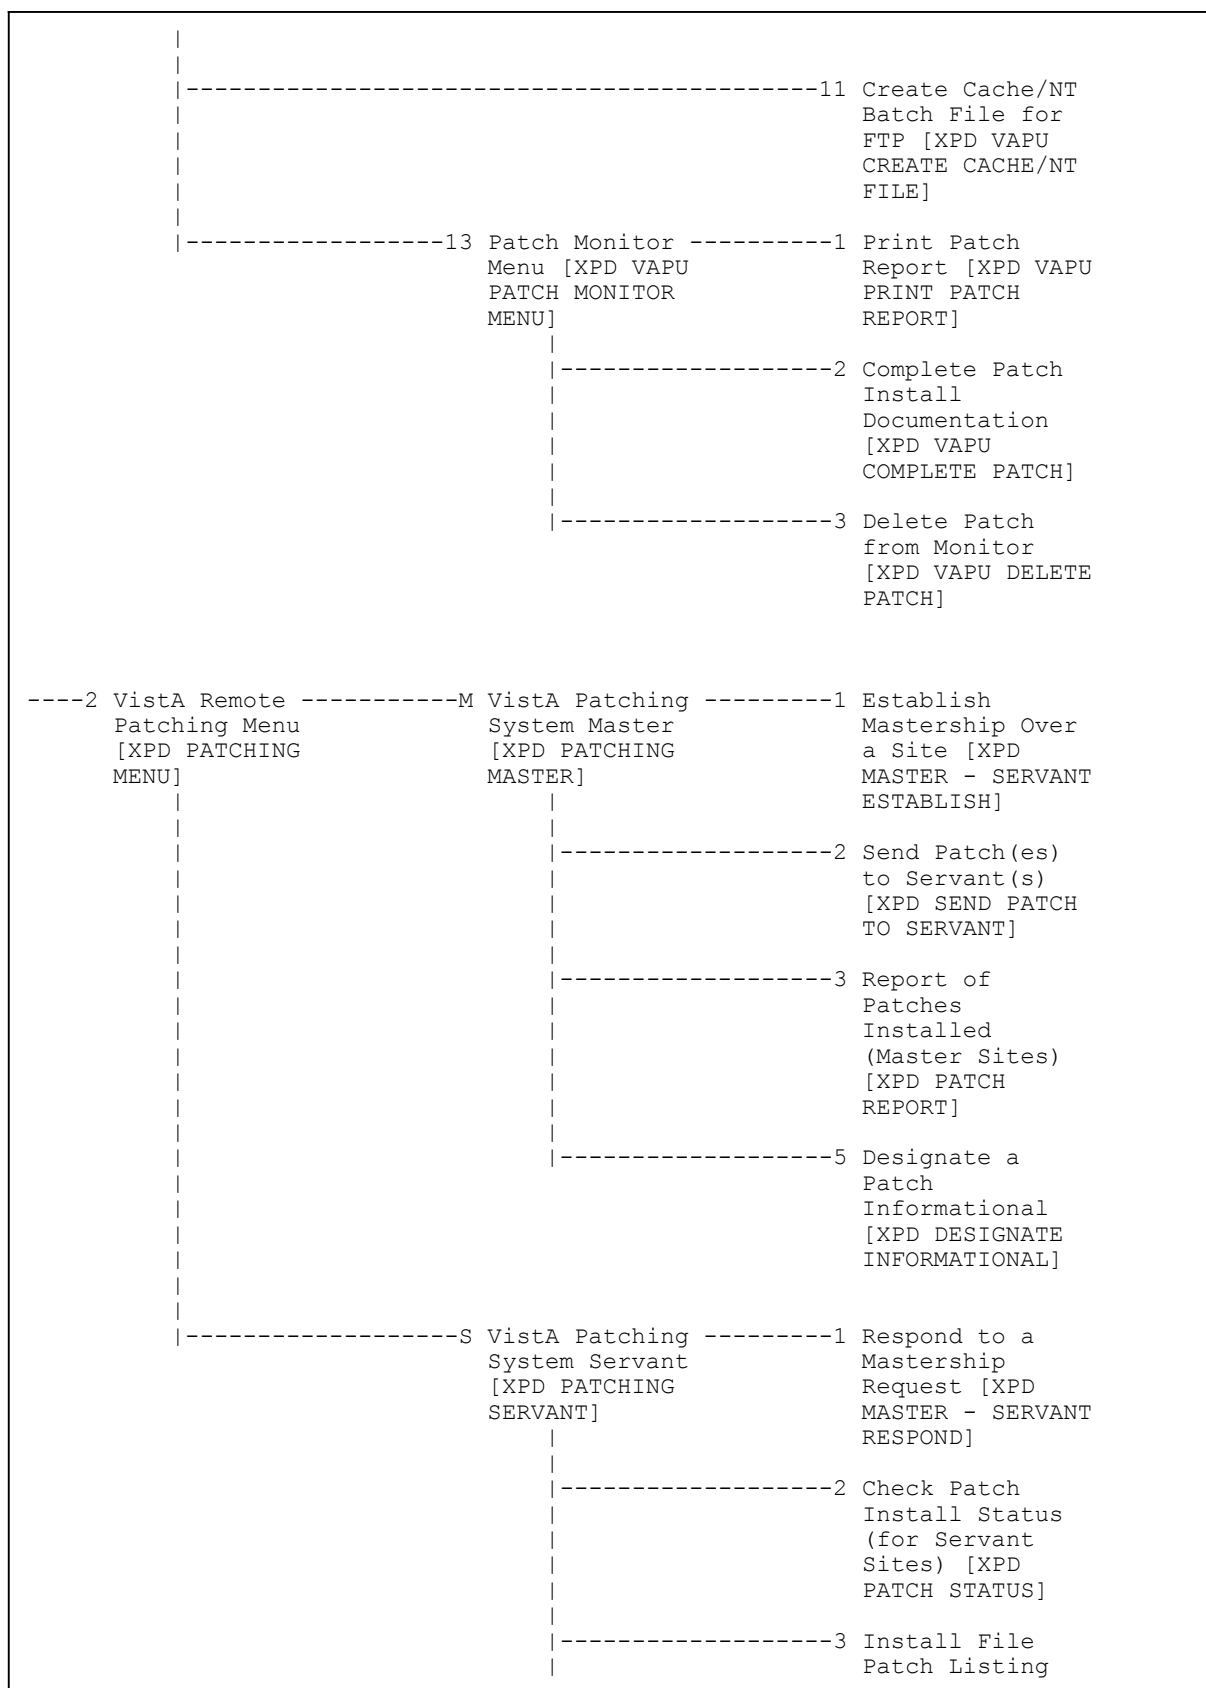 |
|
|--------------------------------------------11 Create Cache/NT
| Batch File for
| FTP [XPD VAPU
| CREATE CACHE/NT
| FILE]
|
|------------------13 Patch Monitor ----------1 Print Patch
Menu [XPD VAPU Report [XPD VAPU
PATCH MONITOR PRINT PATCH
MENU] REPORT]
|
|-------------------2 Complete Patch
| Install
| Documentation
| [XPD VAPU
| COMPLETE PATCH]
|
|-------------------3 Delete Patch
from Monitor
[XPD VAPU DELETE
PATCH]
----2 VistA Remote -----------M VistA Patching ---------1 Establish
Patching Menu System Master Mastership Over
[XPD PATCHING [XPD PATCHING a Site [XPD
MENU] MASTER] MASTER - SERVANT
| | ESTABLISH]
| |
| |-------------------2 Send Patch(es)
| | to Servant(s)
| | [XPD SEND PATCH
| | TO SERVANT]
| |
| |-------------------3 Report of
| | Patches
| | Installed
| | (Master Sites)
| | [XPD PATCH
| | REPORT]
| |
| |-------------------5 Designate a
| Patch
| Informational
| [XPD DESIGNATE
| INFORMATIONAL]
|
|
|-------------------S VistA Patching ---------1 Respond to a
System Servant Mastership
[XPD PATCHING Request [XPD
SERVANT] MASTER - SERVANT
| RESPOND]
|
|-------------------2 Check Patch
| Install Status
| (for Servant
| Sites) [XPD
| PATCH STATUS]
|
|-------------------3 Install File
| Patch Listing